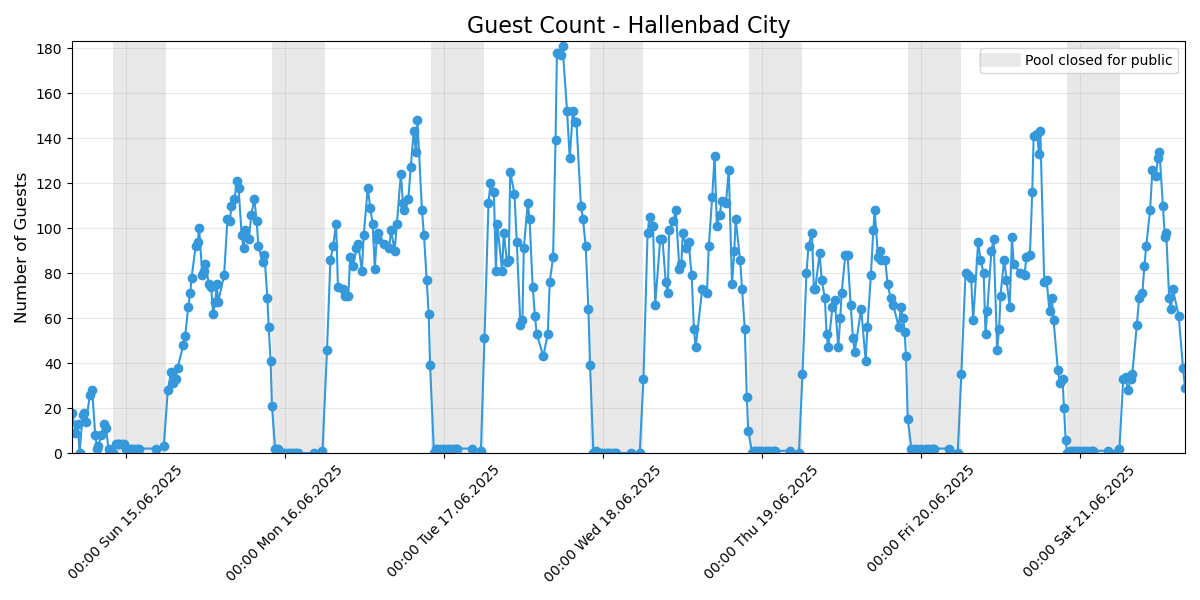 Guest Count - Hallenbad City
Pool closed for public
Number of Guests
180
160
140
120
100
80
60
40
20
0
00:00 Sun 15.06.2025
00:00 Mon 16.06.2025
00:00 Tue 17.06.2025
00:00 Wed 18.06.2025
00:00 Thu 19.06.2025
00:00 Fri 20.06.2025
00:00 Sat 21.06.2025